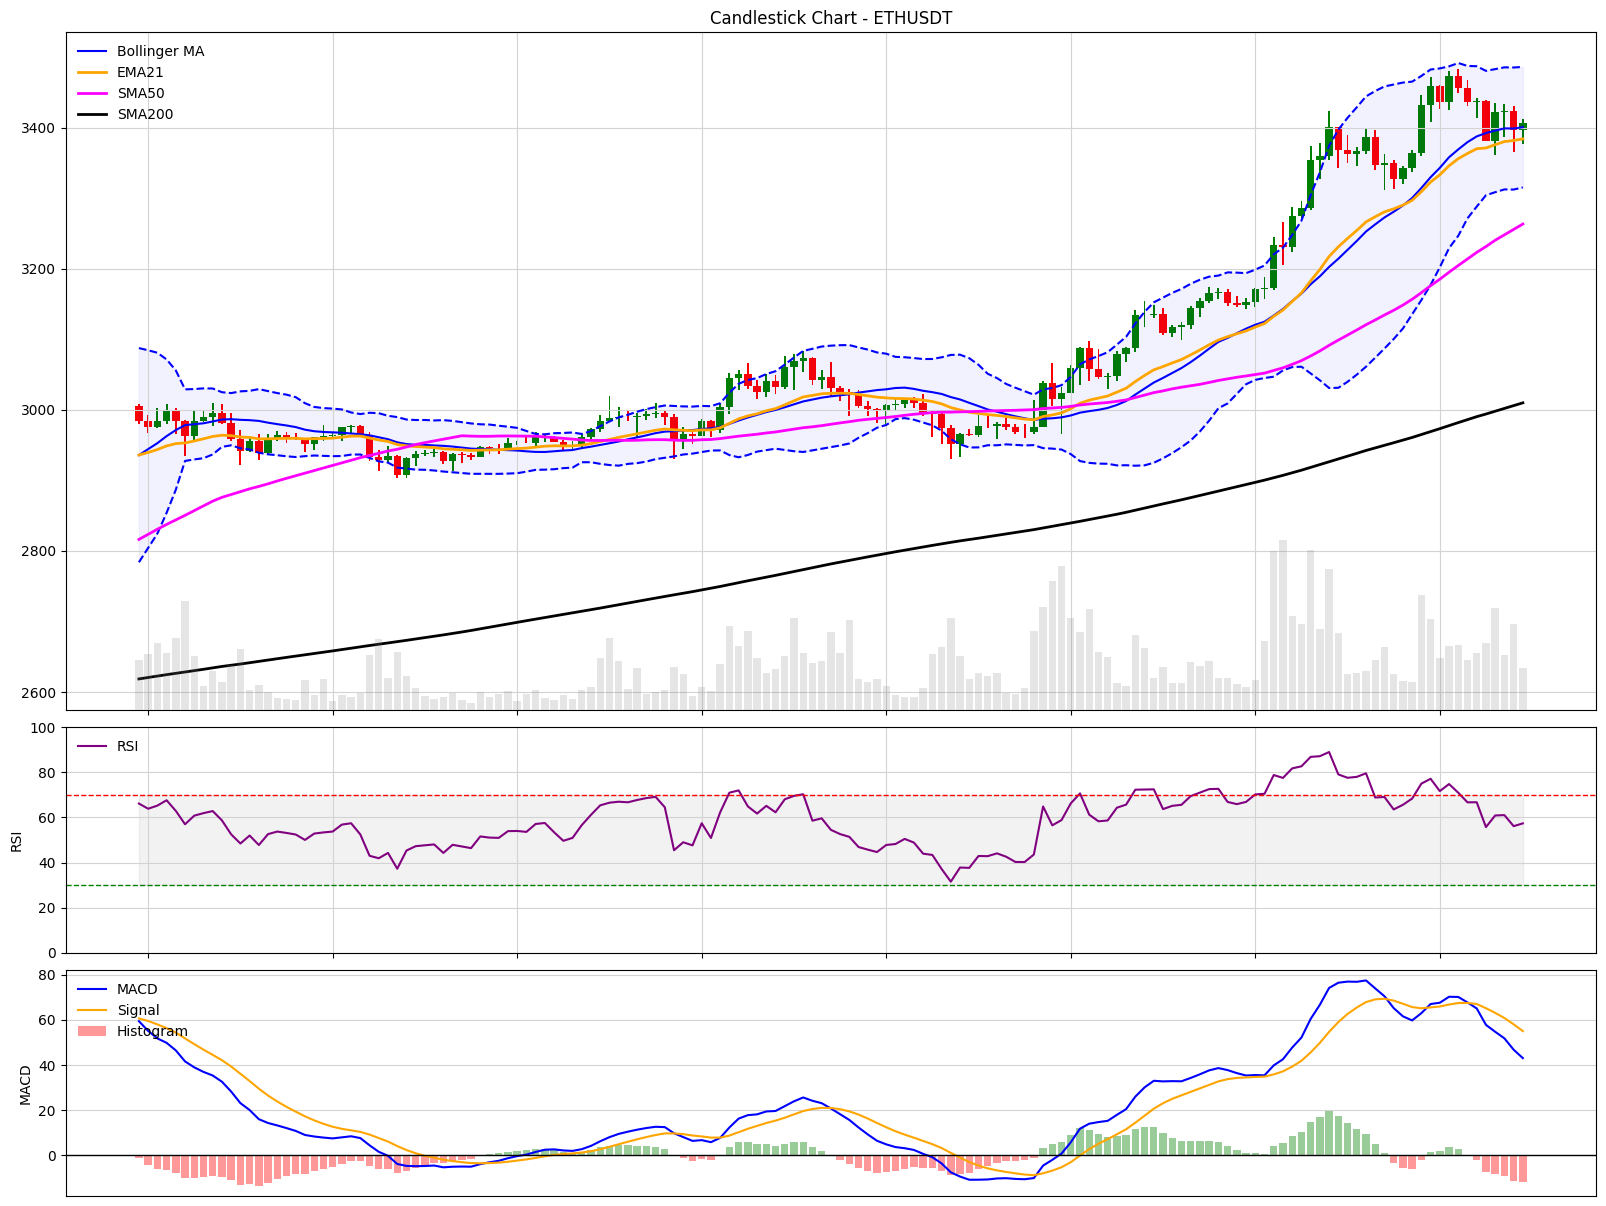 Candlestick Chart - ETHUSDT
Bollinger MA
EMA21
SMA50
SMA200
3400
3200
3000
2800
2600
RSI
RSI
100
80
60
40
20
0
MACD
Signal
Histogram
MACD
80
60
40
20
0